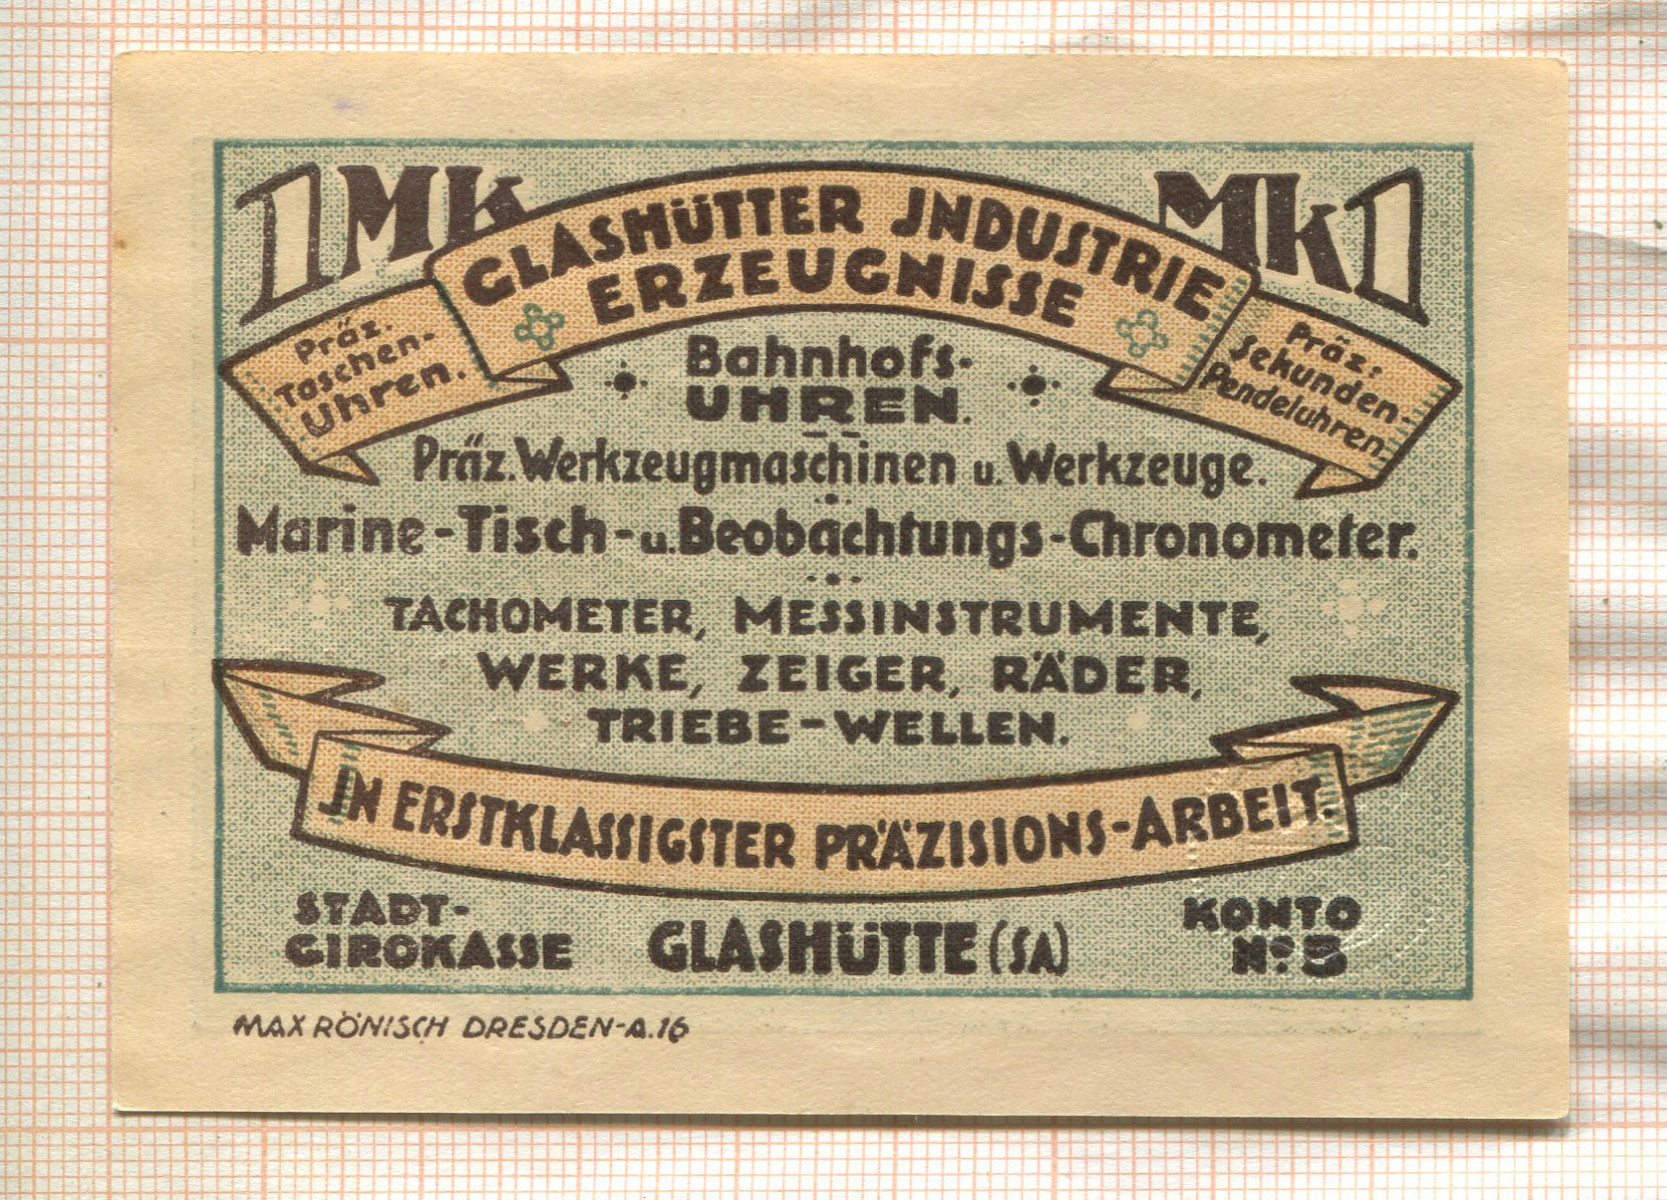 1 MK
MK 1
GLASHÜTTER JNDUSTRIE
ERZEUGNISSE
Präz.
Taschen-
Uhren.
Präz:
Sekunden-
Pendeluhren.
Bahnhofs-
UHREN.
Präz. Werkzeugmaschinen u. Werkzeuge.
Marine-Tisch-u. Beobachtungs-Chronometer.
TACHOMETER, MESSINSTRUMENTE,
WERKE, ZEIGER, RÄDER,
TRIEBE-WELLEN.
JN ERSTKLASSIGSTER PRÄZISIONS-ARBEIT.
STADT-
GIROKASSE
GLASHÜTTE (SA)
KONTO
No. 5
MAX RÖNISCH DRESDEN-A.16